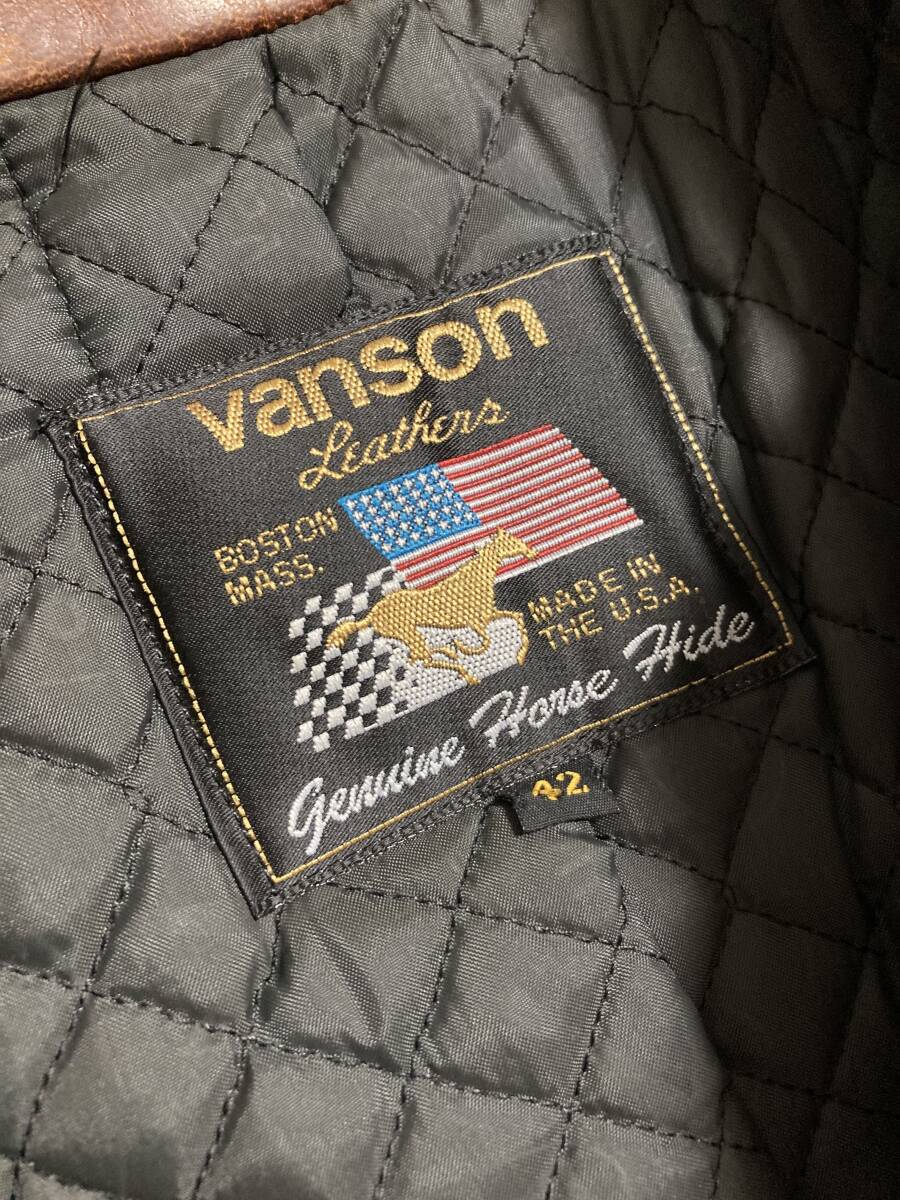 Vanson
Leathers
BOSTON
MASS.
MADE IN
THE U.S.A.
Genuine Horse Hide
42.